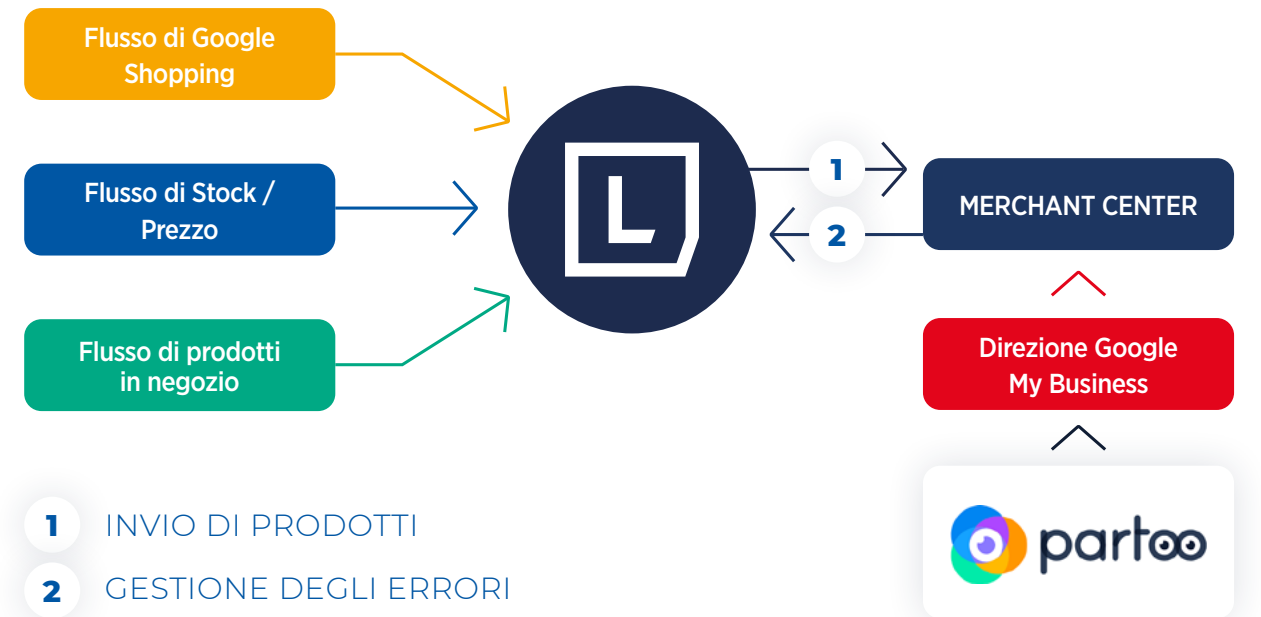 Flusso di Google
Shopping
Flusso di Stock /
Prezzo
Flusso di prodotti
in negozio
L
1
2
MERCHANT CENTER
Direzione Google
My Business
partoo
1 INVIO DI PRODOTTI
2 GESTIONE DEGLI ERRORI